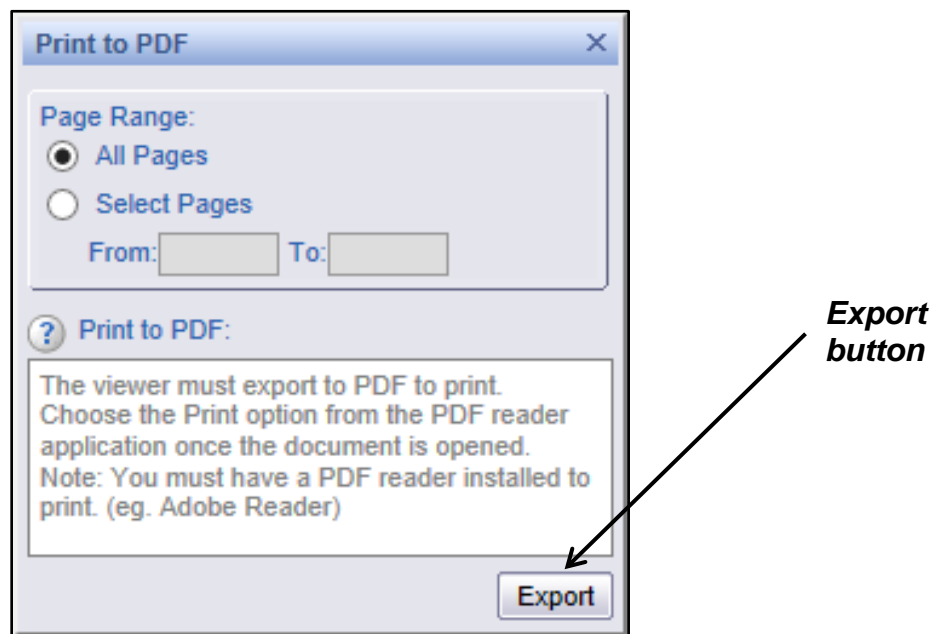 Print to PDF
Page Range:
All Pages
Select Pages
From: To:
? Print to PDF:
The viewer must export to PDF to print.
Choose the Print option from the PDF reader
application once the document is opened.
Note: You must have a PDF reader installed to
print. (eg. Adobe Reader)
Export
Export
button